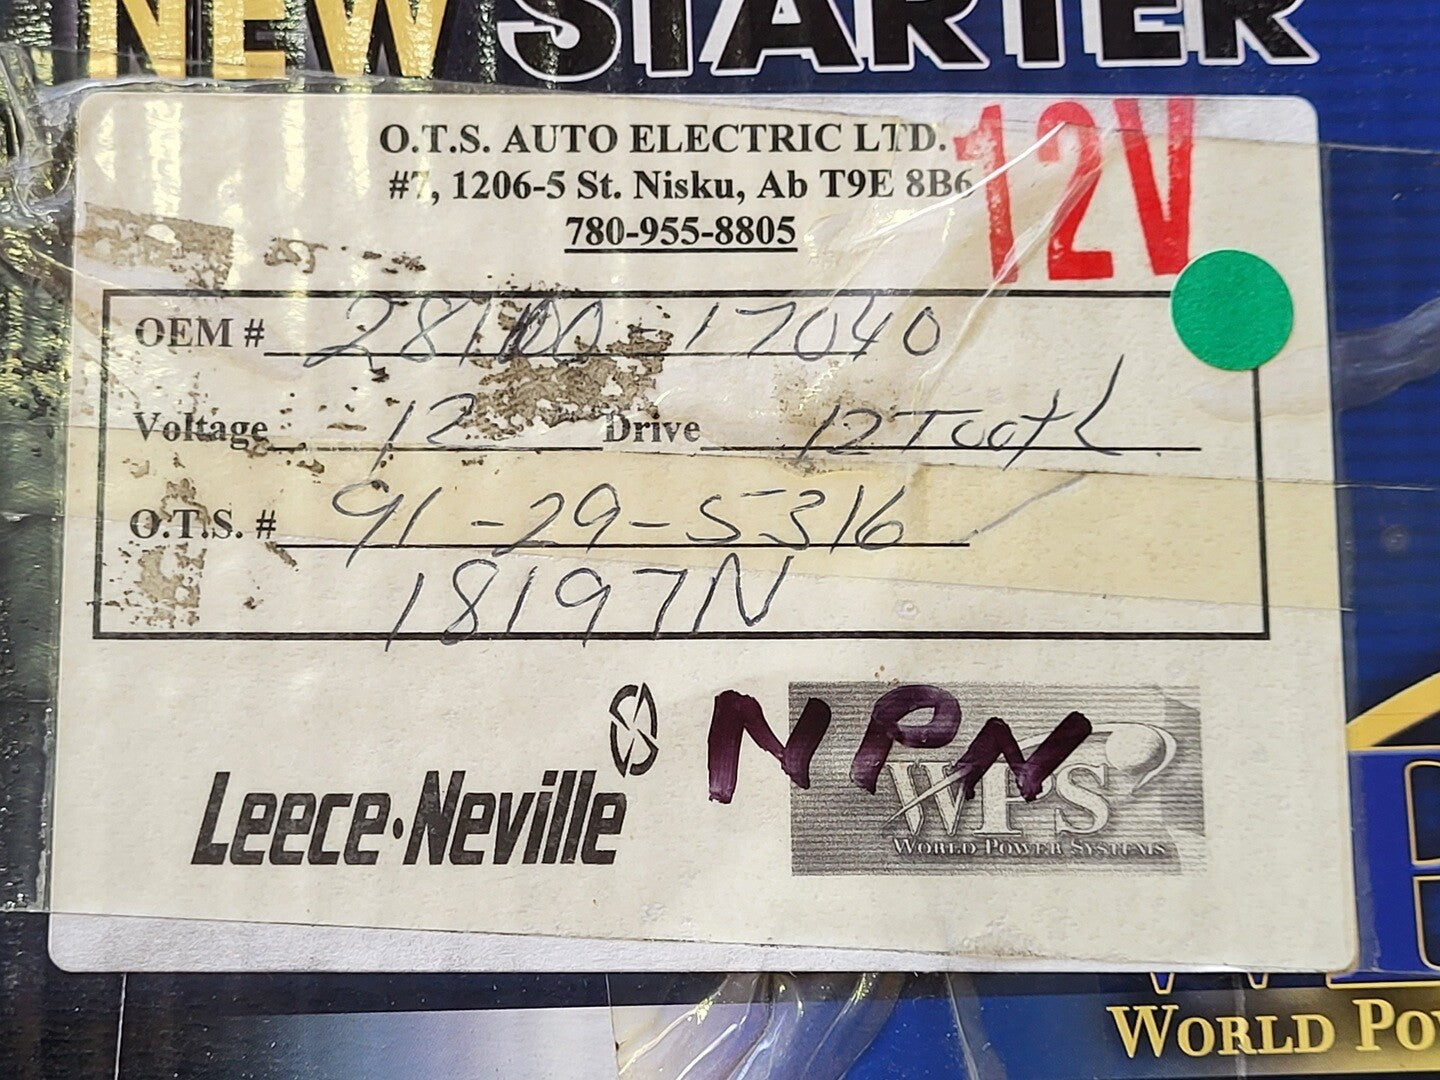 NEW STARTER
O.T.S. AUTO ELECTRIC LTD.
#7, 1206-5 St. Nisku, Ab T9E 8B6
780-955-8805
12V
OEM # 28100-17040
Voltage 12 Drive 12 Tooth
O.T.S. # 91-29-5316
18197N
NPN
Leece·Neville
WPS
WORLD POWER SYSTEMS
WORLD